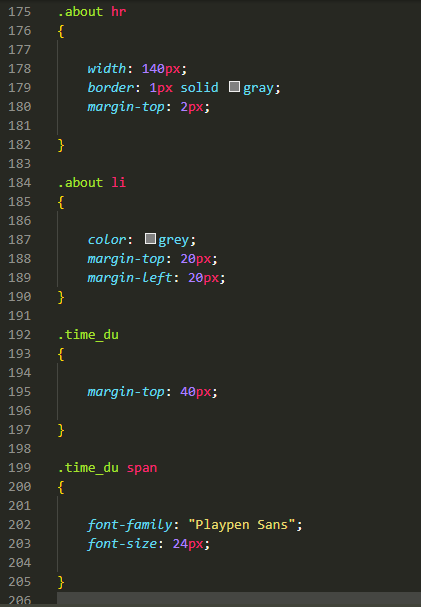 175 .about hr
176 {
177
178     width: 140px;
179     border: 1px solid gray;
180     margin-top: 2px;
181
182 }
183
184 .about li
185 {
186
187     color: grey;
188     margin-top: 20px;
189     margin-left: 20px;
190 }
191
192 .time_du
193 {
194
195     margin-top: 40px;
196
197 }
198
199 .time_du span
200 {
201
202     font-family: "Playpen Sans";
203     font-size: 24px;
204
205 }
206